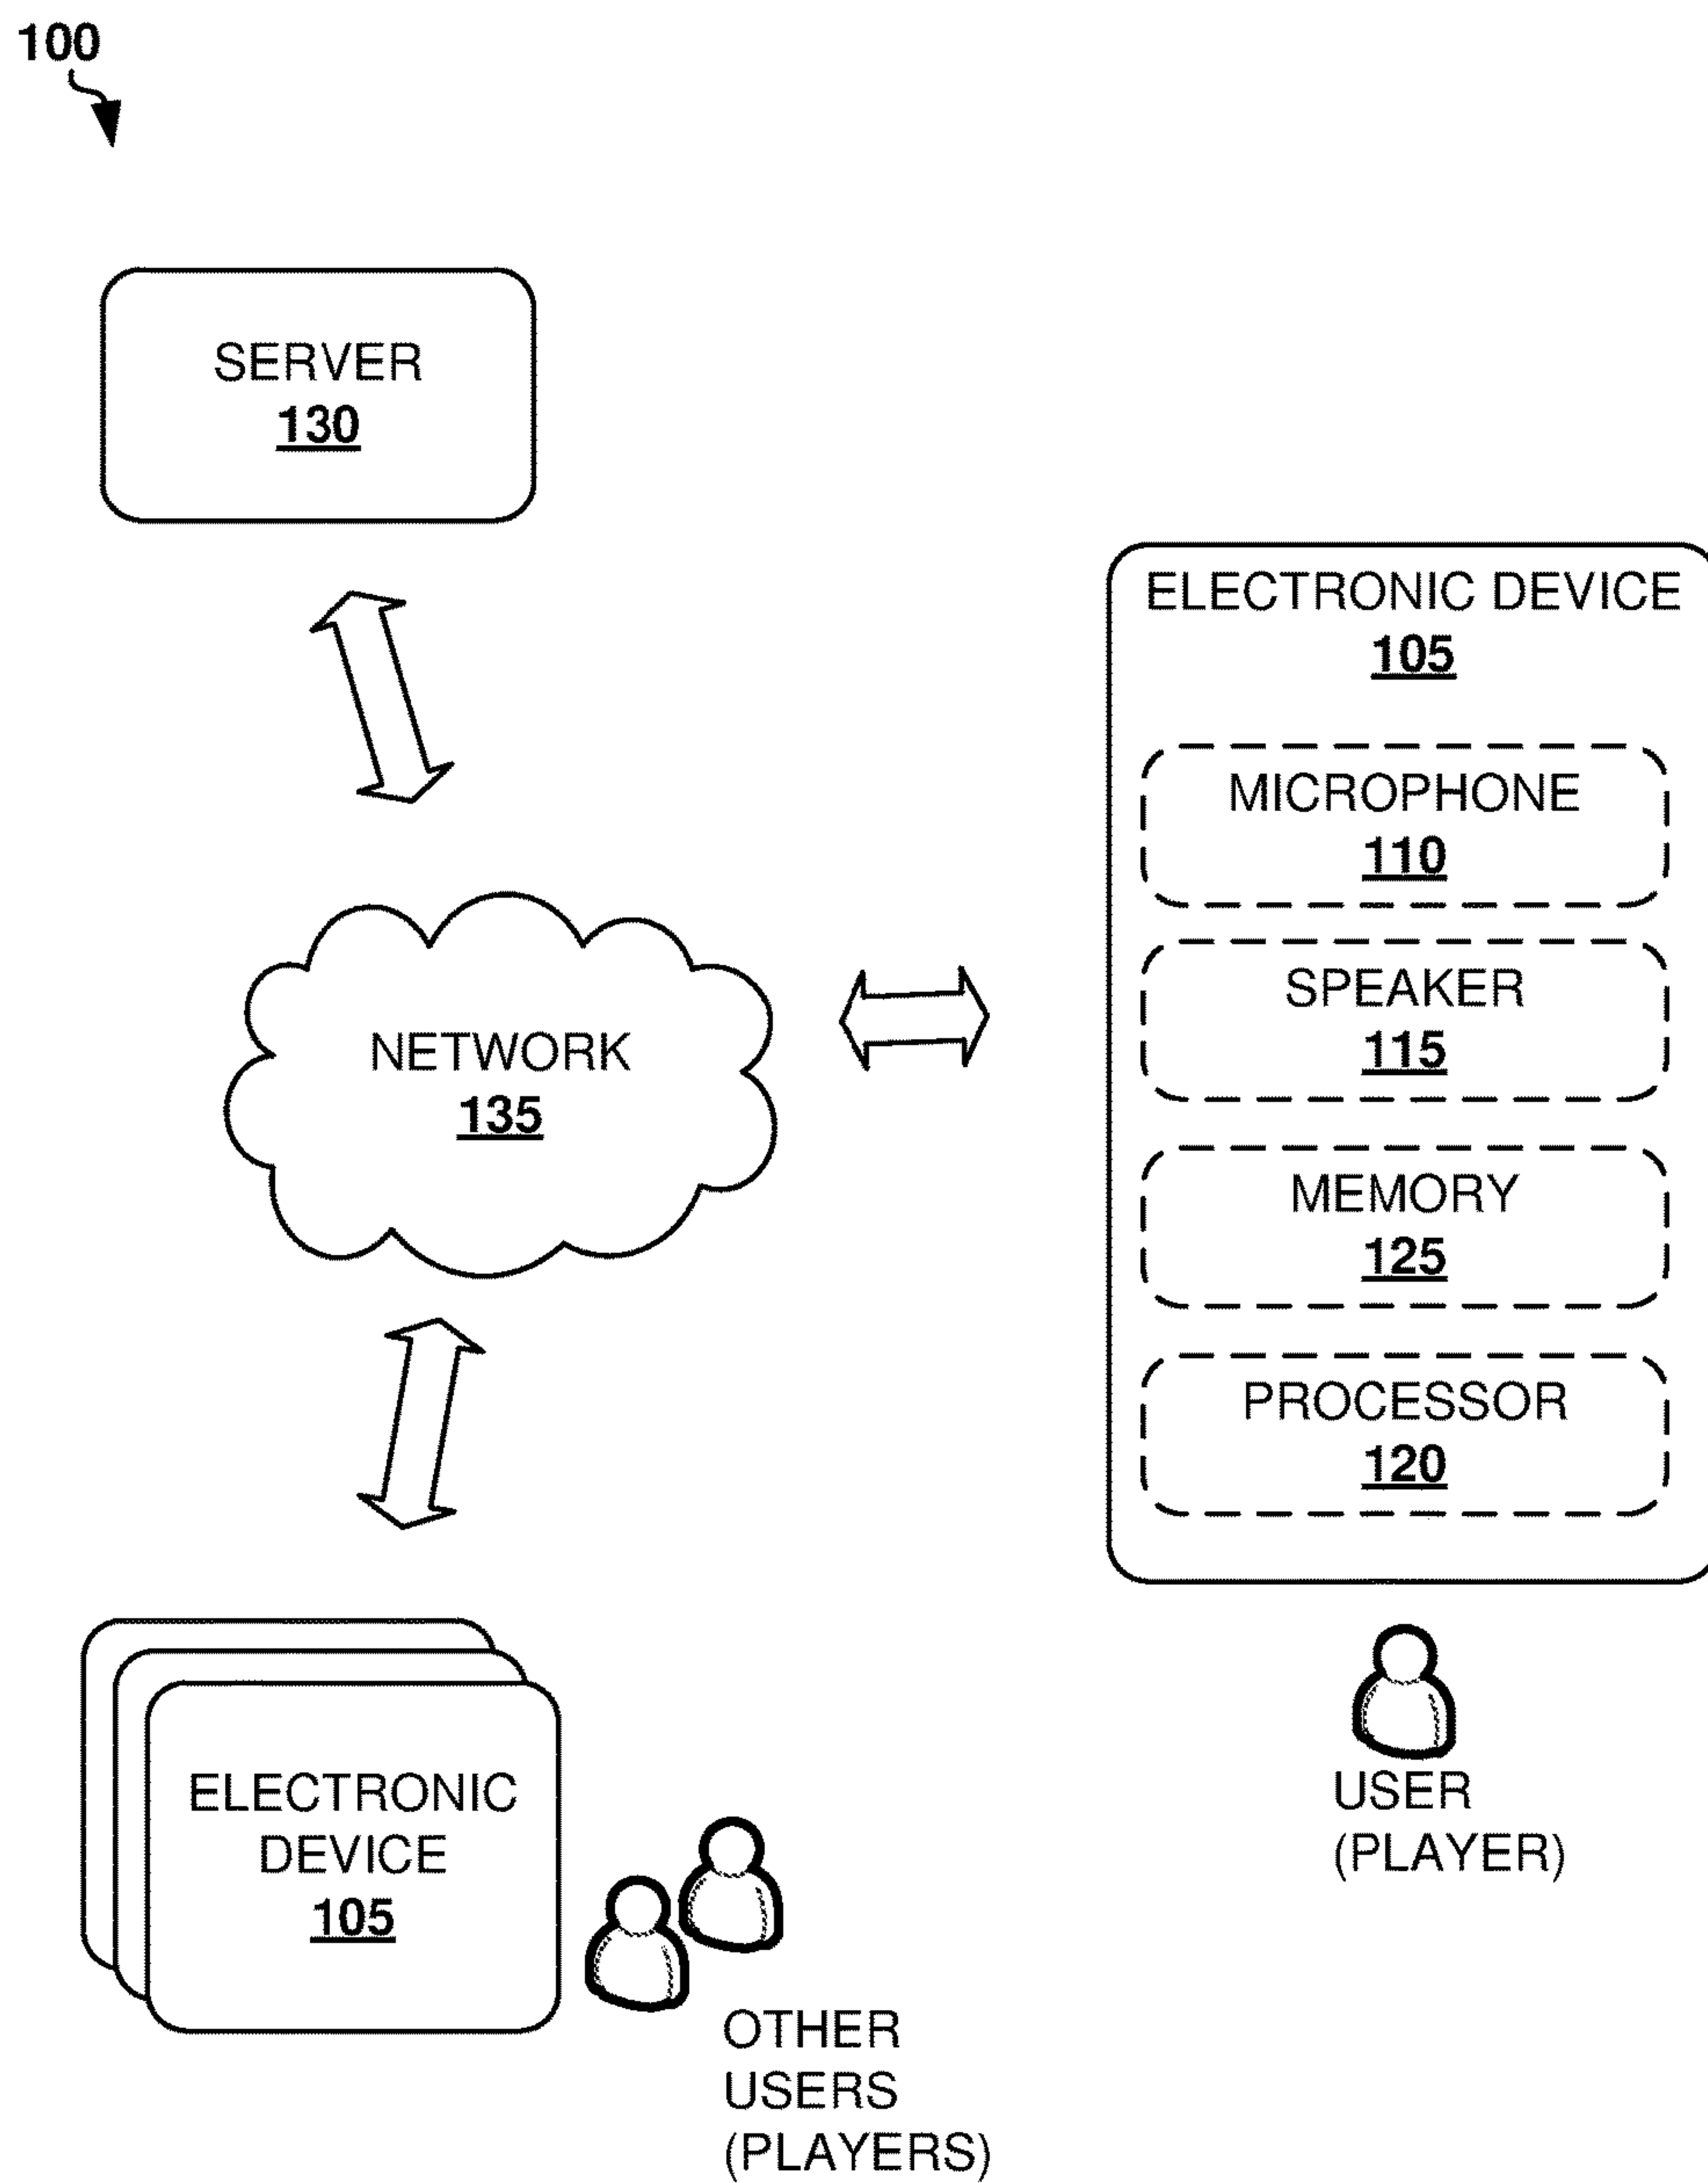 100
SERVER
130
ELECTRONIC DEVICE
105
MICROPHONE
110
SPEAKER
115
MEMORY
125
PROCESSOR
120
NETWORK
135
USER
(PLAYER)
ELECTRONIC
DEVICE
105
OTHER
USERS
(PLAYERS)